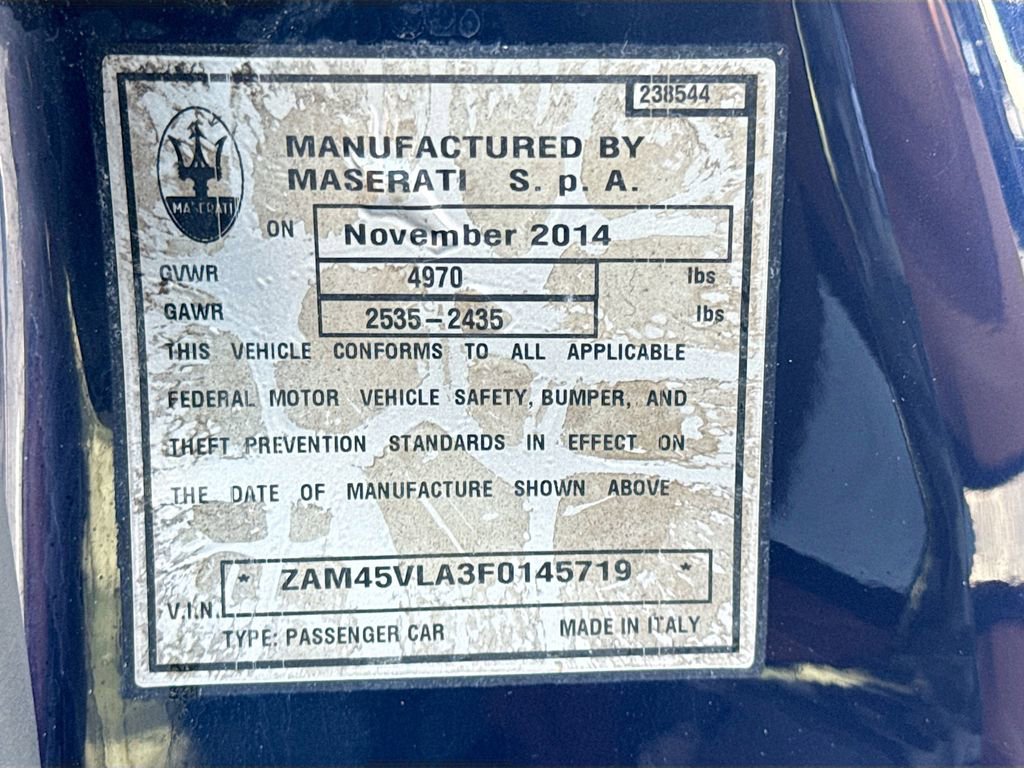 238544
MASERATI
MANUFACTURED BY
MASERATI S. p. A.
ON November 2014
GVWR 4970 lbs
GAWR 2535-2435 lbs
THIS VEHICLE CONFORMS TO ALL APPLICABLE
FEDERAL MOTOR VEHICLE SAFETY, BUMPER, AND
THEFT PREVENTION STANDARDS IN EFFECT ON
THE DATE OF MANUFACTURE SHOWN ABOVE
V.I.N. * ZAM45VLA3F0145719 *
TYPE: PASSENGER CAR MADE IN ITALY